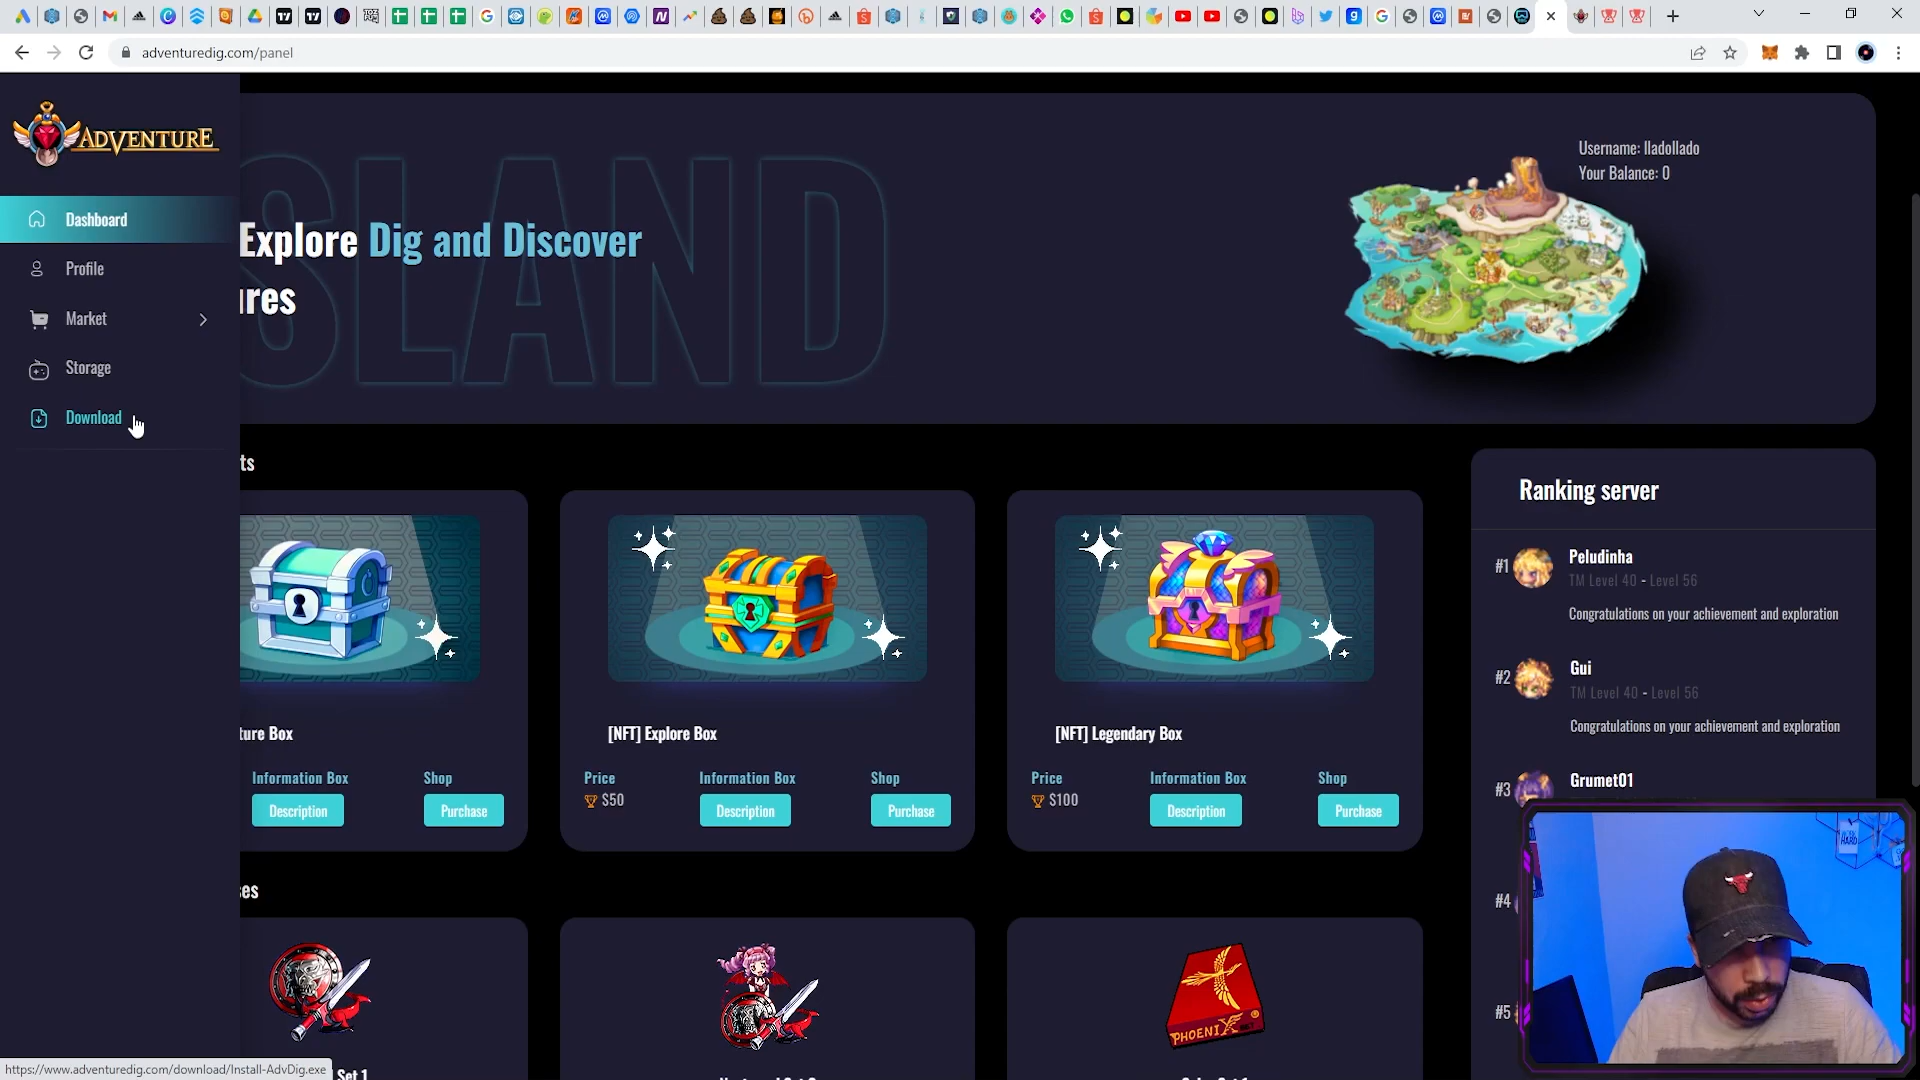 adventuredig.com/panel
ADVENTURE
Dashboard
Profile
Market
Storage
Download
SLAND
Explore Dig and Discover
ures
Username: lladollado
Your Balance: 0
ts
ture Box
Information Box
Shop
Description
Purchase
[NFT] Explore Box
Price
Information Box
Shop
$50
Description
Purchase
[NFT] Legendary Box
Price
Information Box
Shop
$100
Description
Purchase
Ranking server
#1
Peludinha
TM Level 40 - Level 56
Congratulations on your achievement and exploration
#2
Gui
TM Level 40 - Level 56
Congratulations on your achievement and exploration
#3
Grumet01
#4
#5
es
PHOENIX
Set 1
HARD
https://www.adventuredig.com/download/Install-AdvDig.exe